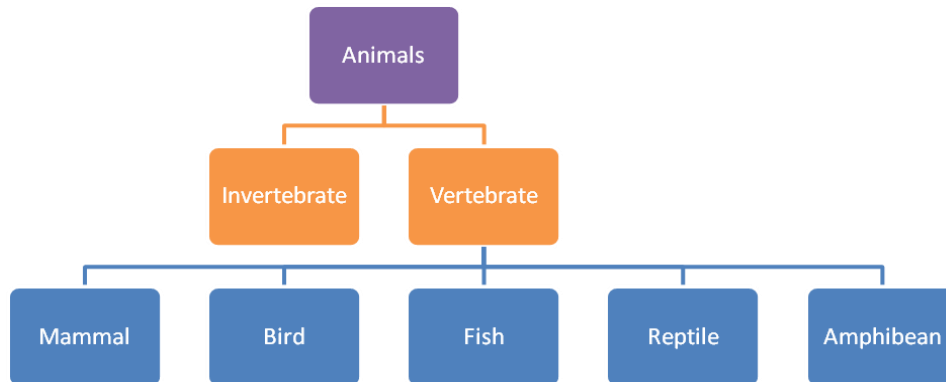 Animals
Invertebrate
Vertebrate
Mammal
Bird
Fish
Reptile
Amphibean